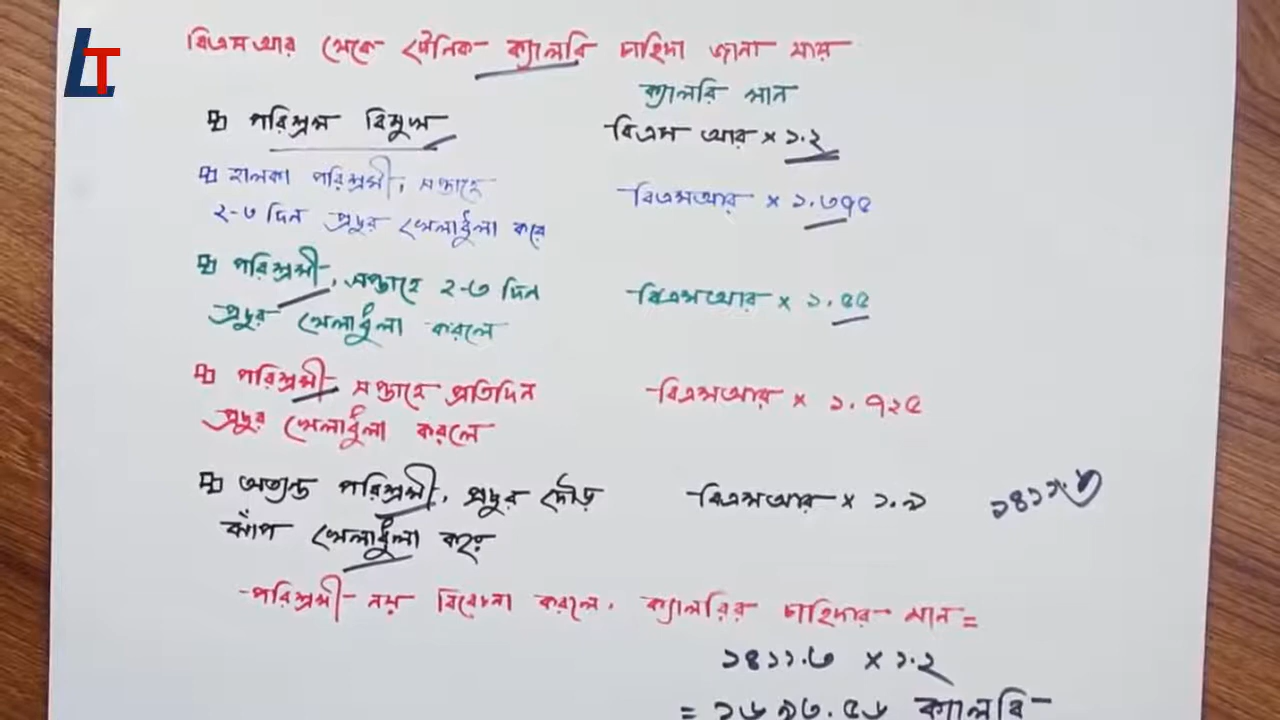 LT
বিএমআর থেকে দৈনিক ক্যালরি চাহিদা জানা যায়
ক্যালরি মান
পরিশ্রম বিমুখ বিএম আর × ১.২
হালকা পরিশ্রমী, সপ্তাহে বিএমআর × ১.৩৭৫
২-৩ দিন প্রচুর খেলাধুলা করে
পরিশ্রমী, সপ্তাহে ২-৩ দিন বিএমআর × ১.৫৫
প্রচুর খেলাধুলা করলে
পরিশ্রমী, সপ্তাহে প্রতিদিন বিএমআর × ১.৭২৫
প্রচুর খেলাধুলা করলে
অত্যন্ত পরিশ্রমী, প্রচুর দৌড় বিএমআর × ১.৯
ঝাঁপ খেলাধুলা করে
পরিশ্রমী নয় বিবেচনা করলে, ক্যালরির চাহিদার মান =
১৪১১.৩ × ১.২
= ১৬৯৩.৫৬ ক্যালরি